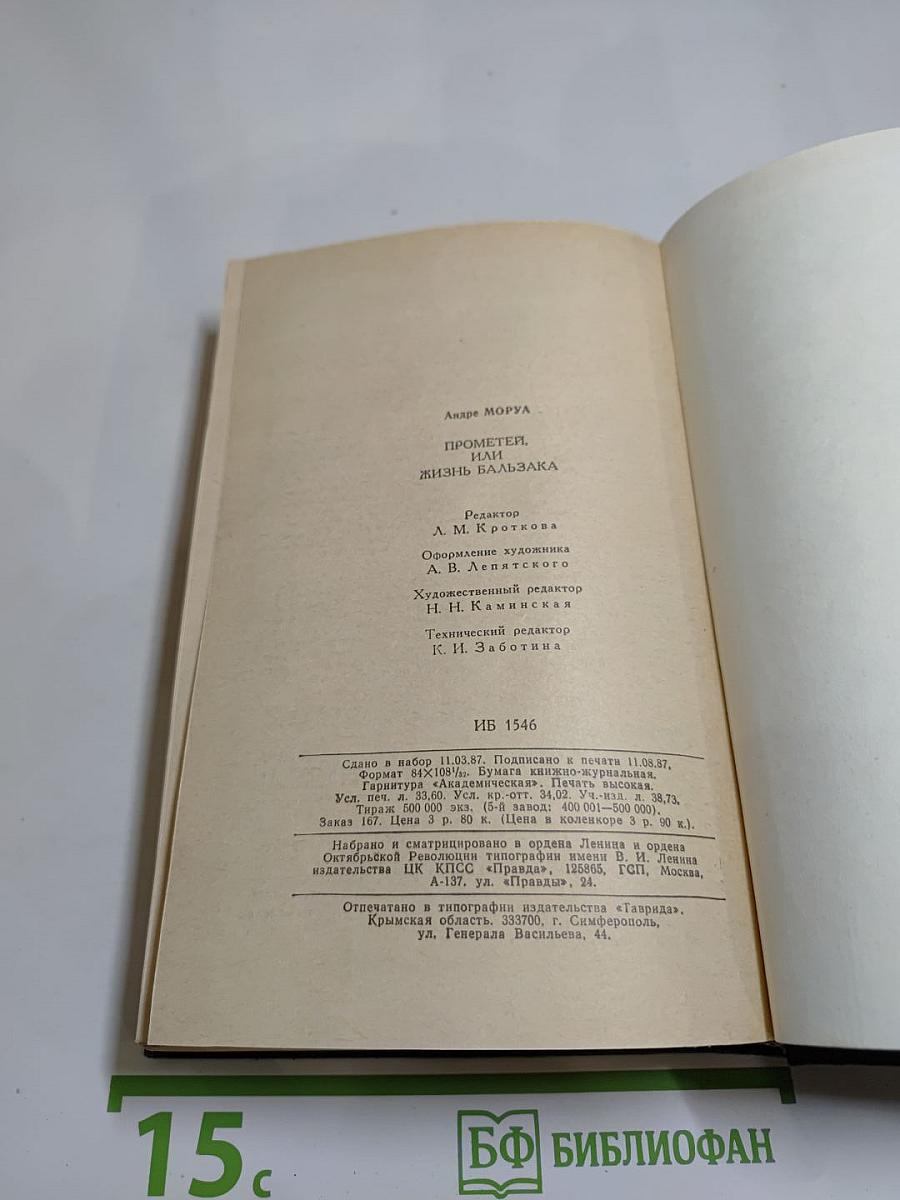 Андре МОРУА
ПРОМЕТЕЙ,
ИЛИ
ЖИЗНЬ БАЛЬЗАКА
Редактор
Л. М. Кроткова
Оформление художника
А. В. Лепятского
Художественный редактор
Н. Н. Каминская
Технический редактор
К. И. Заботина
ИБ 1546
Сдано в набор 11.03.87. Подписано к печати 11.08.87.
Формат 84×108¹/₃₂. Бумага книжно-журнальная.
Гарнитура «Академическая». Печать высокая.
Усл. печ. л. 33,60. Усл. кр.-отт. 34,02. Уч.-изд. л. 38,73.
Тираж 500 000 экз. (5-й завод: 400 001—500 000).
Заказ 167. Цена 3 р. 80 к. (Цена в коленкоре 3 р. 90 к.).
Набрано и сматрицировано в ордена Ленина и ордена
Октябрьской Революции типографии имени В. И. Ленина
издательства ЦК КПСС «Правда», 125865, ГСП, Москва,
А-137, ул. «Правды», 24.
Отпечатано в типографии издательства «Таврида».
Крымская область. 333700, г. Симферополь,
ул. Генерала Васильева, 44.
15 с
БФ БИБЛИОФАН